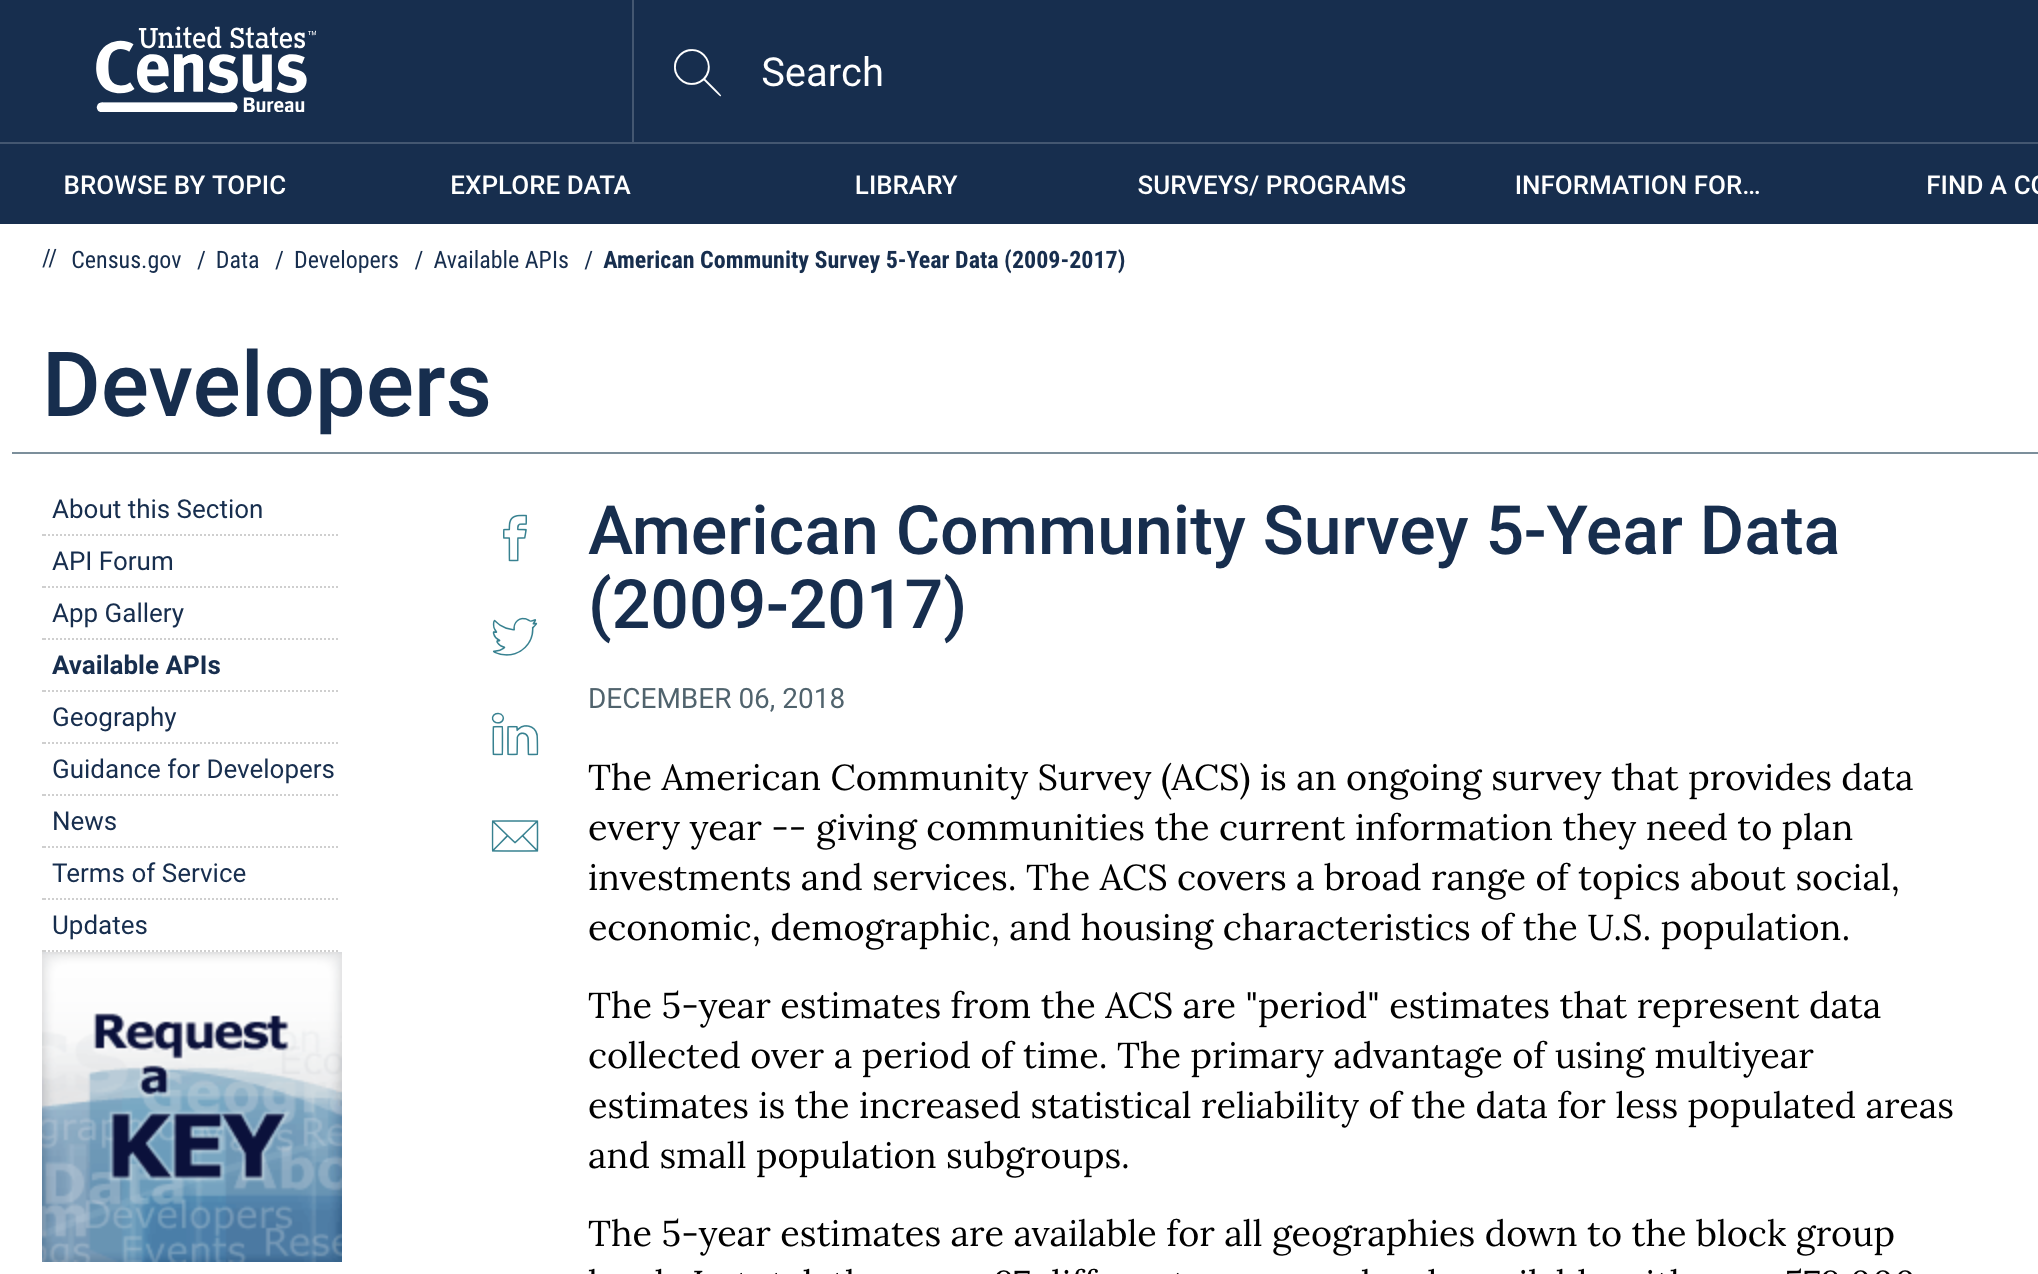 United States™
Census
Bureau
Search
BROWSE BY TOPIC
EXPLORE DATA
LIBRARY
SURVEYS/ PROGRAMS
INFORMATION FOR...
FIND A
// Census.gov / Data / Developers / Available APIs / American Community Survey 5-Year Data (2009-2017)
Developers
About this Section
API Forum
App Gallery
Available APIs
Geography
Guidance for Developers
News
Terms of Service
Updates
Request
a
KEY
Data
Developers
Events
American Community Survey 5-Year Data
(2009-2017)
DECEMBER 06, 2018
The American Community Survey (ACS) is an ongoing survey that provides data
every year -- giving communities the current information they need to plan
investments and services. The ACS covers a broad range of topics about social,
economic, demographic, and housing characteristics of the U.S. population.
The 5-year estimates from the ACS are "period" estimates that represent data
collected over a period of time. The primary advantage of using multiyear
estimates is the increased statistical reliability of the data for less populated areas
and small population subgroups.
The 5-year estimates are available for all geographies down to the block group